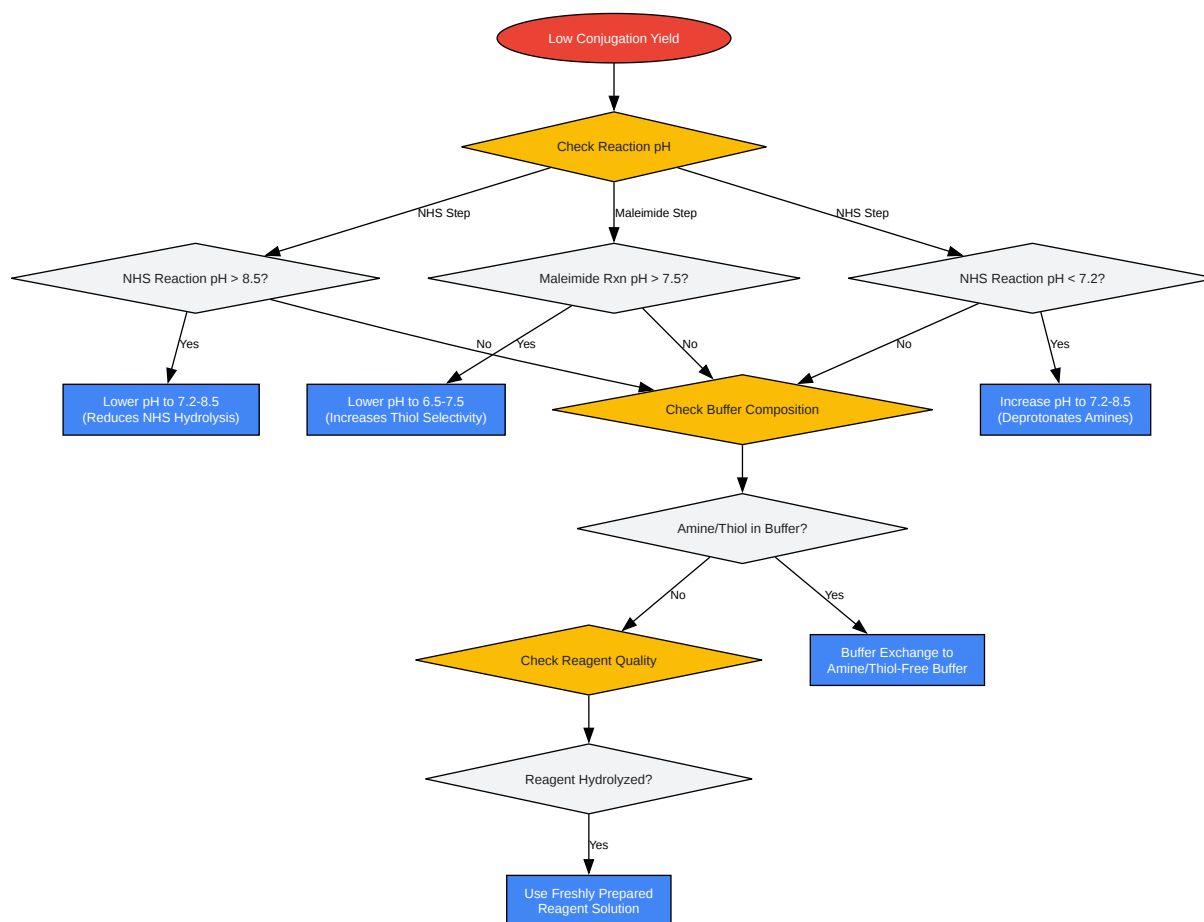 Low Conjugation Yield
Check Reaction pH
NHS Step
Maleimide Step
NHS Step
NHS Reaction pH > 8.5?
Maleimide Rxn pH > 7.5?
NHS Reaction pH < 7.2?
Yes
No
Yes
No
No
Yes
Lower pH to 7.2-8.5
(Reduces NHS Hydrolysis)
Lower pH to 6.5-7.5
(Increases Thiol Selectivity)
Check Buffer Composition
Increase pH to 7.2-8.5
(Deprotonates Amines)
Amine/Thiol in Buffer?
No
Yes
Check Reagent Quality
Buffer Exchange to
Amine/Thiol-Free Buffer
Reagent Hydrolyzed?
Yes
Use Freshly Prepared
Reagent Solution